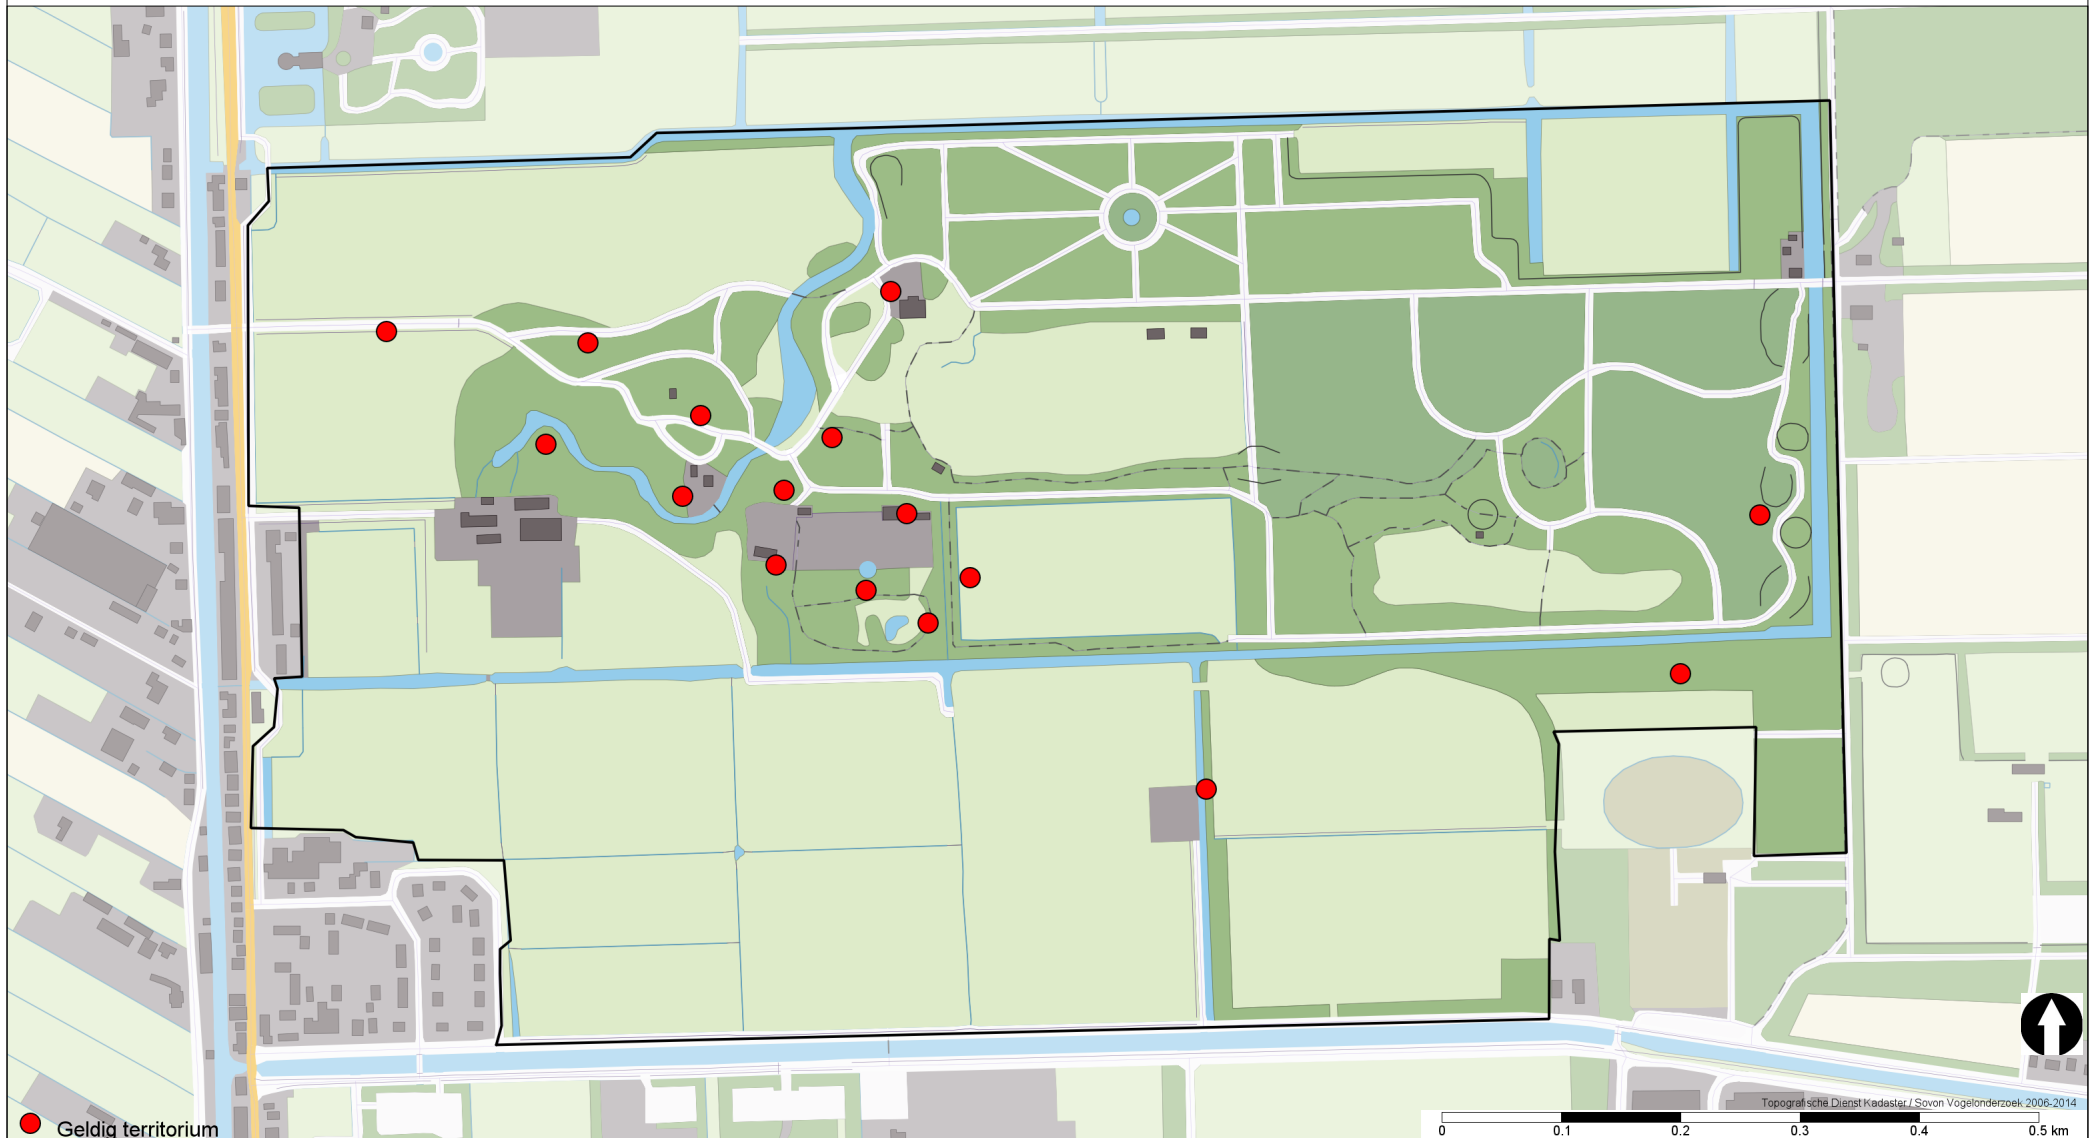 Topografische Dienst Kadaster / Sovon Vogelonderzoek 2006-2014
Geldig territorium
0 0.1 0.2 0.3 0.4 0.5 km